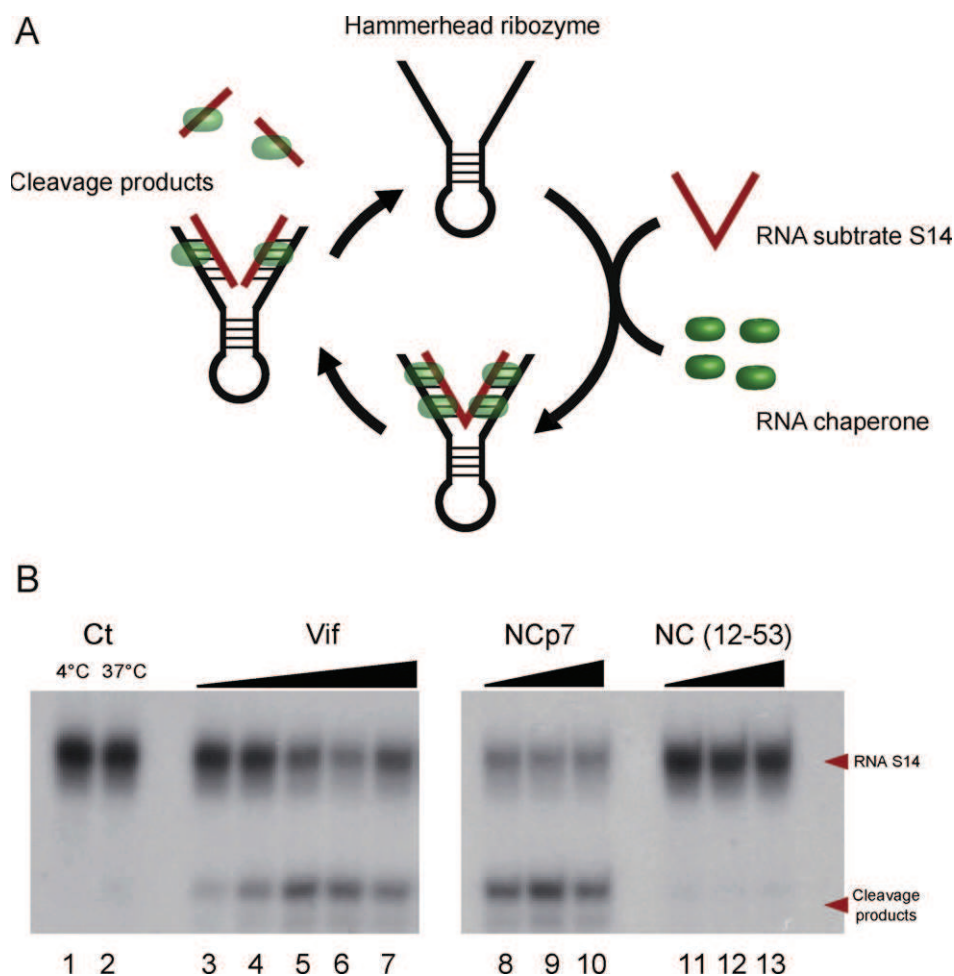 A
Hammerhead ribozyme
Cleavage products
RNA subtrate S14
RNA chaperone
B
Ct Vif NCp7 NC (12-53)
4°C 37°C
RNA S14
Cleavage
products
1 2 3 4 5 6 7 8 9 10 11 12 13